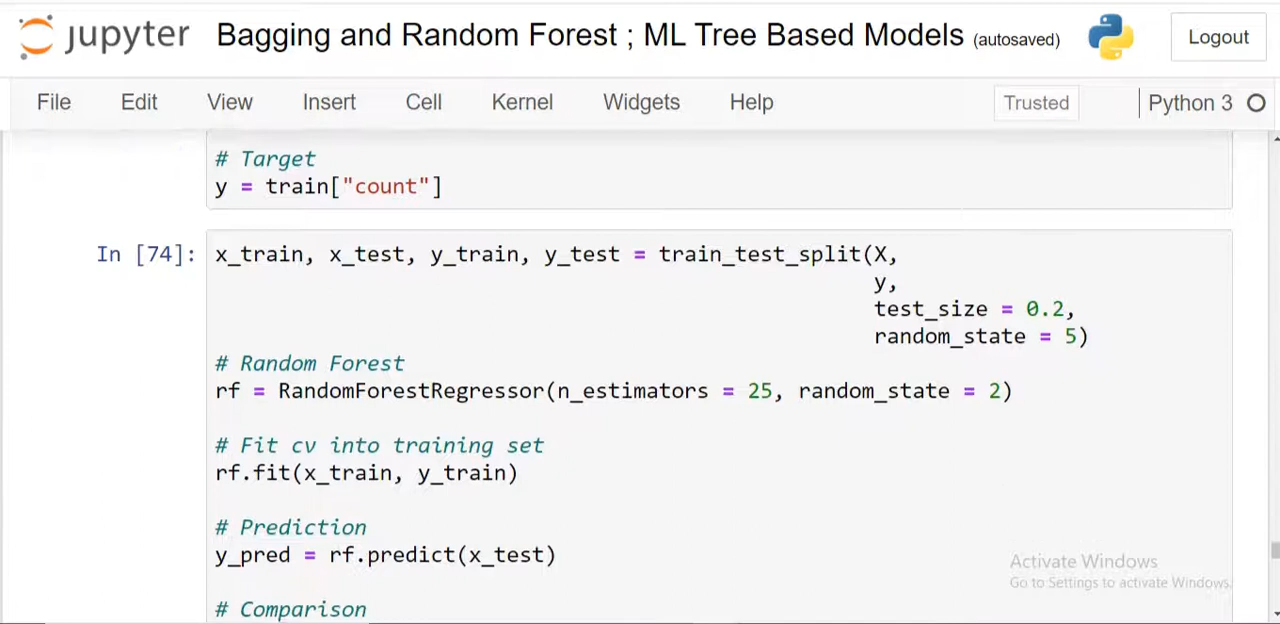 jupyter Bagging and Random Forest ; ML Tree Based Models (autosaved) Logout
File Edit View Insert Cell Kernel Widgets Help Trusted Python 3
# Target
y = train["count"]
In [74]: x_train, x_test, y_train, y_test = train_test_split(X,
y,
test_size = 0.2,
random_state = 5)
# Random Forest
rf = RandomForestRegressor(n_estimators = 25, random_state = 2)
# Fit cv into training set
rf.fit(x_train, y_train)
# Prediction
y_pred = rf.predict(x_test)
Activate Windows
Go to Settings to activate Windows.
# Comparison